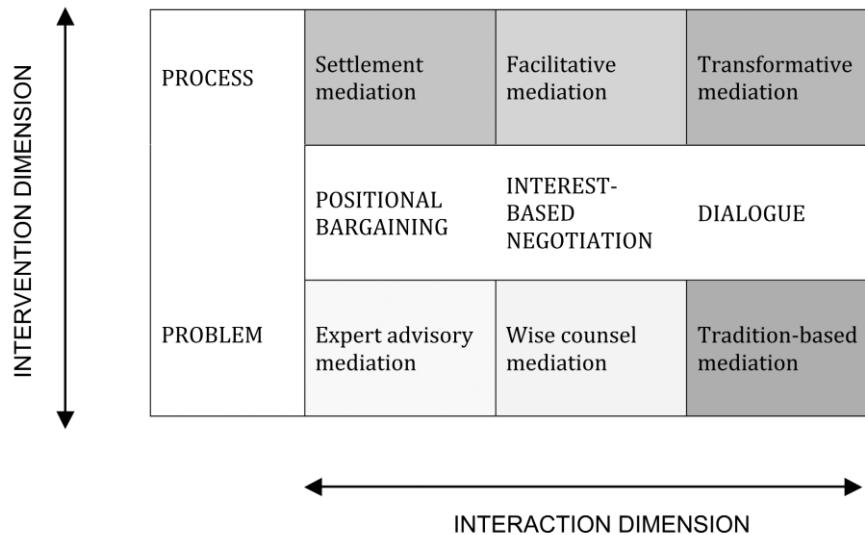 INTERVENTION DIMENSION
PROCESS
Settlement
mediation
Facilitative
mediation
Transformative
mediation
POSITIONAL
BARGAINING
INTEREST-
BASED
NEGOTIATION
DIALOGUE
PROBLEM
Expert advisory
mediation
Wise counsel
mediation
Tradition-based
mediation
INTERACTION DIMENSION